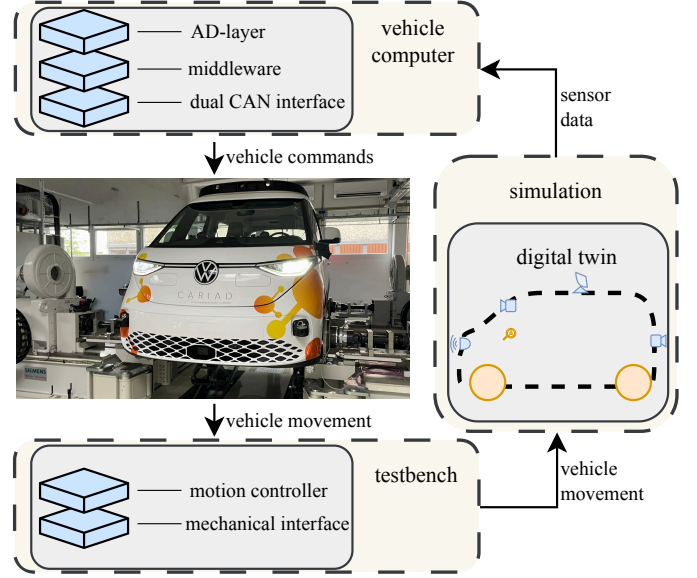 AD-layer
middleware
dual CAN interface
vehicle
computer
sensor
data
vehicle commands
simulation
digital twin
CARIAD
SIEMENS
vehicle movement
testbench
motion controller
mechanical interface
vehicle
movement